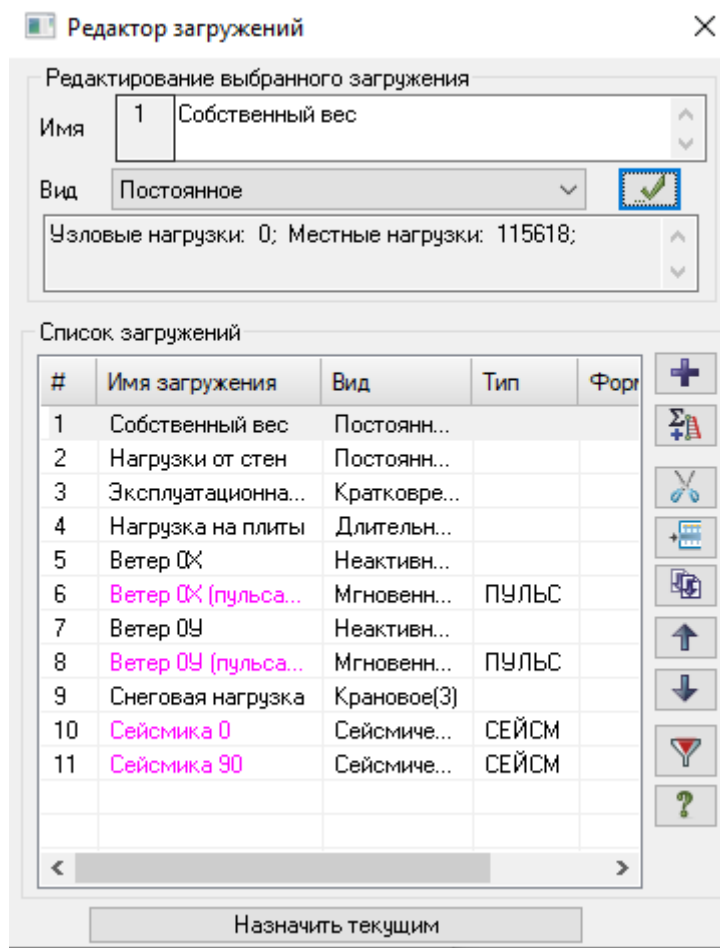 Редактор загружений
Редактирование выбранного загружения
Имя 1 Собственный вес
Вид Постоянное
Узловые нагрузки: 0; Местные нагрузки: 115618;
Список загружений
# Имя загружения Вид Тип Форм
1 Собственный вес Постоянн...
2 Нагрузки от стен Постоянн...
3 Эксплуатационна... Кратковре...
4 Нагрузка на плиты Длительн...
5 Ветер 0X Неактивн...
6 Ветер 0X (пульса... Мгновенн... ПУЛЬС
7 Ветер 0У Неактивн...
8 Ветер 0У (пульса... Мгновенн... ПУЛЬС
9 Снеговая нагрузка Крановое(3)
10 Сейсмика 0 Сейсмиче... СЕЙСМ
11 Сейсмика 90 Сейсмиче... СЕЙСМ
Назначить текущим